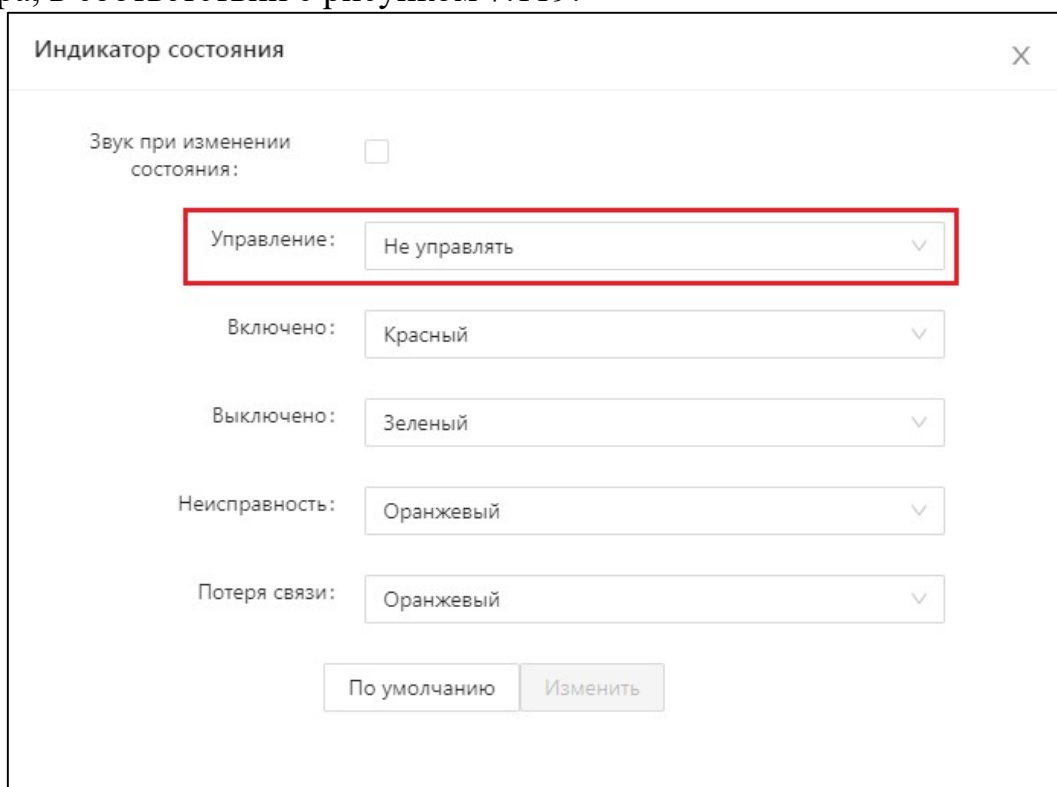 Индикатор состояния
X
Звук при изменении
состояния:
Управление: Не управлять
Включено: Красный
Выключено: Зеленый
Неисправность: Оранжевый
Потеря связи: Оранжевый
По умолчанию Изменить